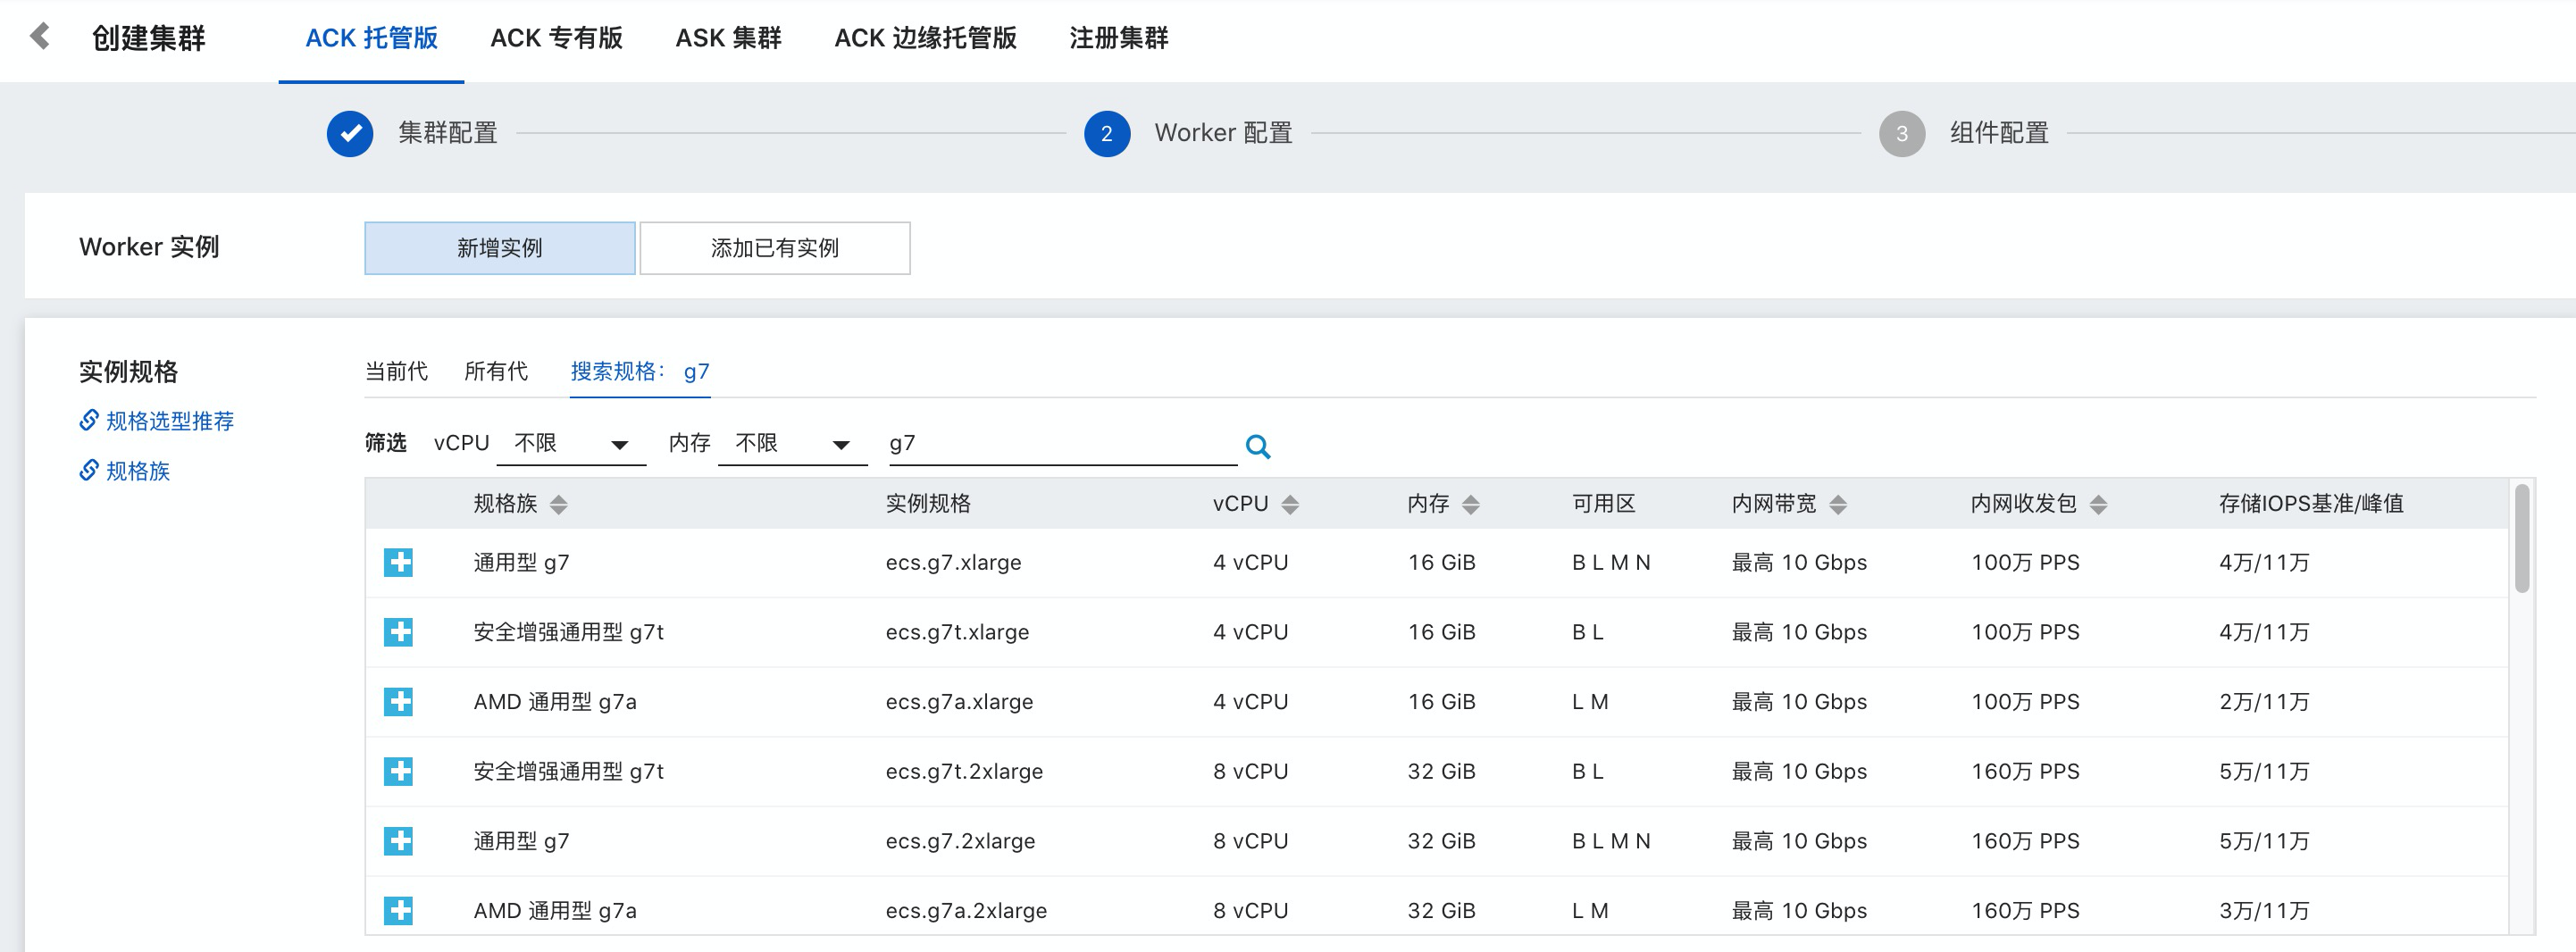 创建集群 ACK 托管版 ACK 专有版 ASK 集群 ACK 边缘托管版 注册集群
集群配置 2 Worker 配置 3 组件配置
Worker 实例 新增实例 添加已有实例
实例规格 当前代 所有代 搜索规格： g7
规格选型推荐
规格族
筛选 vCPU 不限 内存 不限 g7
规格族 实例规格 vCPU 内存 可用区 内网带宽 内网收发包 存储IOPS基准/峰值
通用型 g7 ecs.g7.xlarge 4 vCPU 16 GiB B L M N 最高 10 Gbps 100万 PPS 4万/11万
安全增强通用型 g7t ecs.g7t.xlarge 4 vCPU 16 GiB B L 最高 10 Gbps 100万 PPS 4万/11万
AMD 通用型 g7a ecs.g7a.xlarge 4 vCPU 16 GiB L M 最高 10 Gbps 100万 PPS 2万/11万
安全增强通用型 g7t ecs.g7t.2xlarge 8 vCPU 32 GiB B L 最高 10 Gbps 160万 PPS 5万/11万
通用型 g7 ecs.g7.2xlarge 8 vCPU 32 GiB B L M N 最高 10 Gbps 160万 PPS 5万/11万
AMD 通用型 g7a ecs.g7a.2xlarge 8 vCPU 32 GiB L M 最高 10 Gbps 160万 PPS 3万/11万